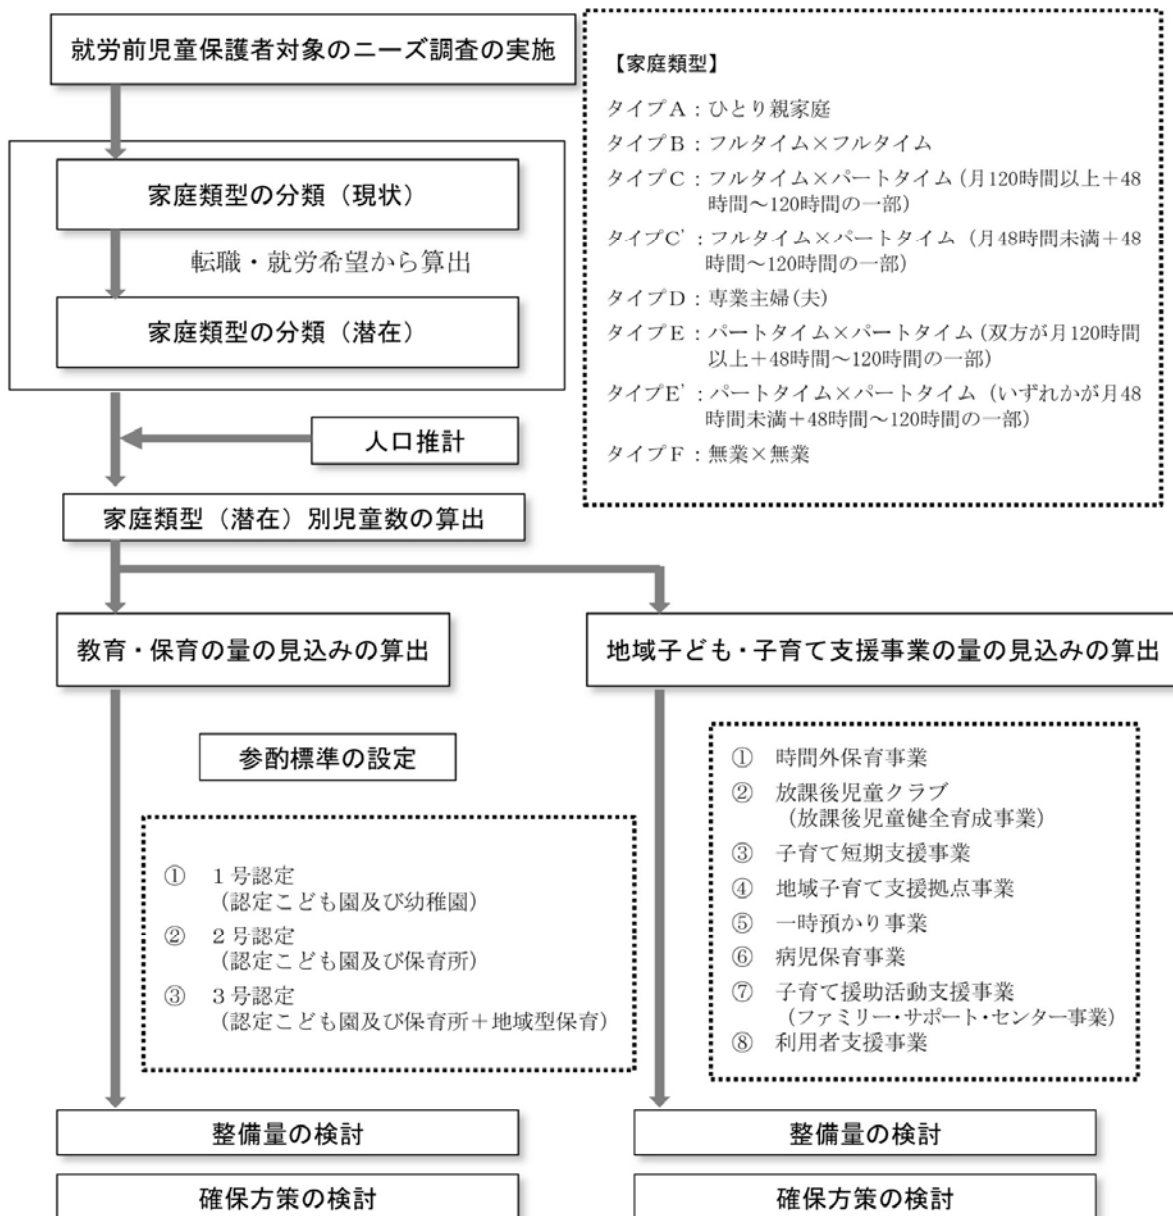 就労前児童保護者対象のニーズ調査の実施
家庭類型の分類（現状）
転職・就労希望から算出
家庭類型の分類（潜在）
人口推計
家庭類型（潜在）別児童数の算出
【家庭類型】
タイプA：ひとり親家庭
タイプB：フルタイム×フルタイム
タイプC：フルタイム×パートタイム（月120時間以上＋48
時間～120時間の一部）
タイプC'：フルタイム×パートタイム（月48時間未満＋48
時間～120時間の一部）
タイプD：専業主婦(夫)
タイプE：パートタイム×パートタイム（双方が月120時間
以上＋48時間～120時間の一部）
タイプE'：パートタイム×パートタイム（いずれかが月48
時間未満＋48時間～120時間の一部）
タイプF：無業×無業
教育・保育の量の見込みの算出
参酌標準の設定
① 1号認定
（認定こども園及び幼稚園）
② 2号認定
（認定こども園及び保育所）
③ 3号認定
（認定こども園及び保育所＋地域型保育）
整備量の検討
確保方策の検討
地域子ども・子育て支援事業の量の見込みの算出
① 時間外保育事業
② 放課後児童クラブ
（放課後児童健全育成事業）
③ 子育て短期支援事業
④ 地域子育て支援拠点事業
⑤ 一時預かり事業
⑥ 病児保育事業
⑦ 子育て援助活動支援事業
（ファミリー・サポート・センター事業）
⑧ 利用者支援事業
整備量の検討
確保方策の検討